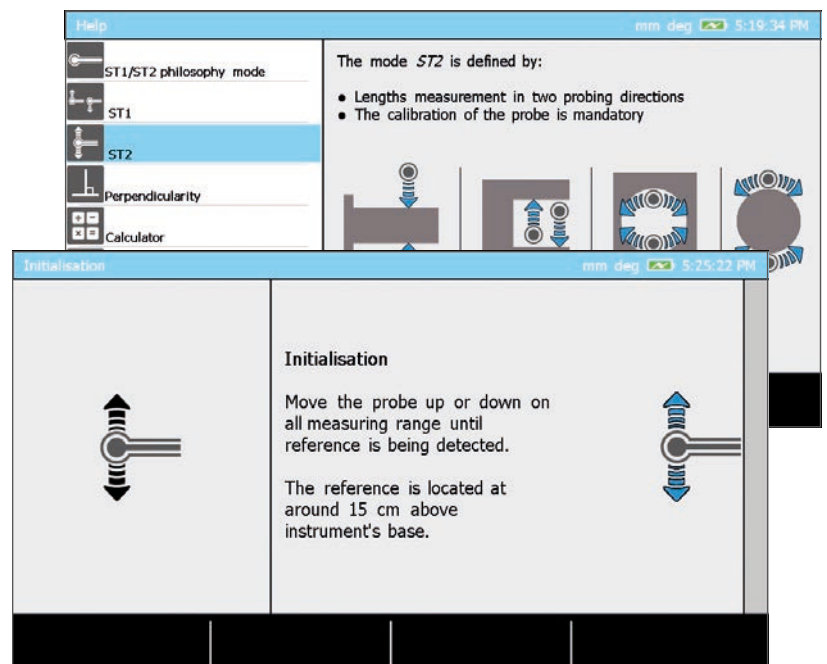 Help
mm deg 5:19:34 PM
ST1/ST2 philosophy mode
ST1
ST2
Perpendicularity
Calculator
The mode ST2 is defined by:
• Lengths measurement in two probing directions
• The calibration of the probe is mandatory
Initialisation
mm deg 5:25:22 PM
Initialisation
Move the probe up or down on
all measuring range until
reference is being detected.
The reference is located at
around 15 cm above
instrument's base.